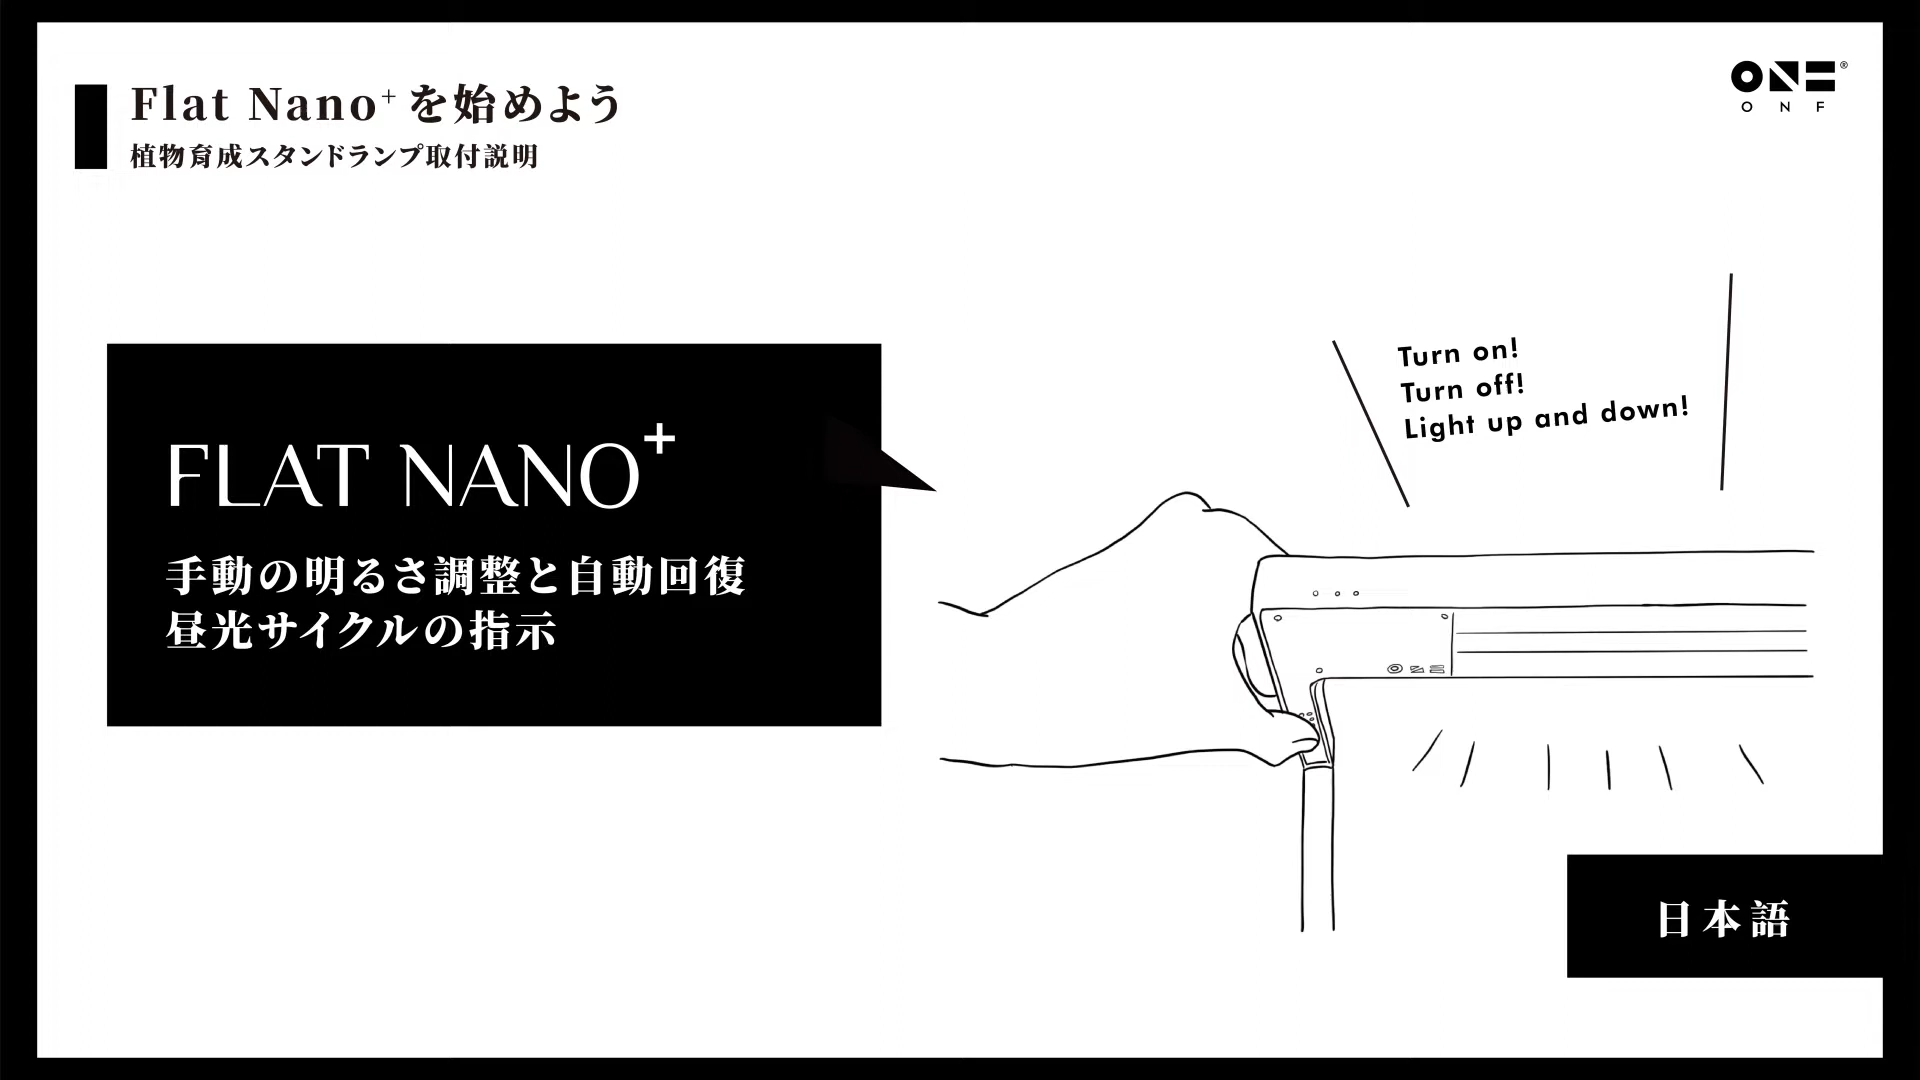 Flat Nano⁺を始めよう
植物育成スタンドランプ取付説明
ONF®
ONF
Turn on!
Turn off!
Light up and down!
FLAT NANO⁺
手動の明るさ調整と自動回復
昼光サイクルの指示
ONF
日本語